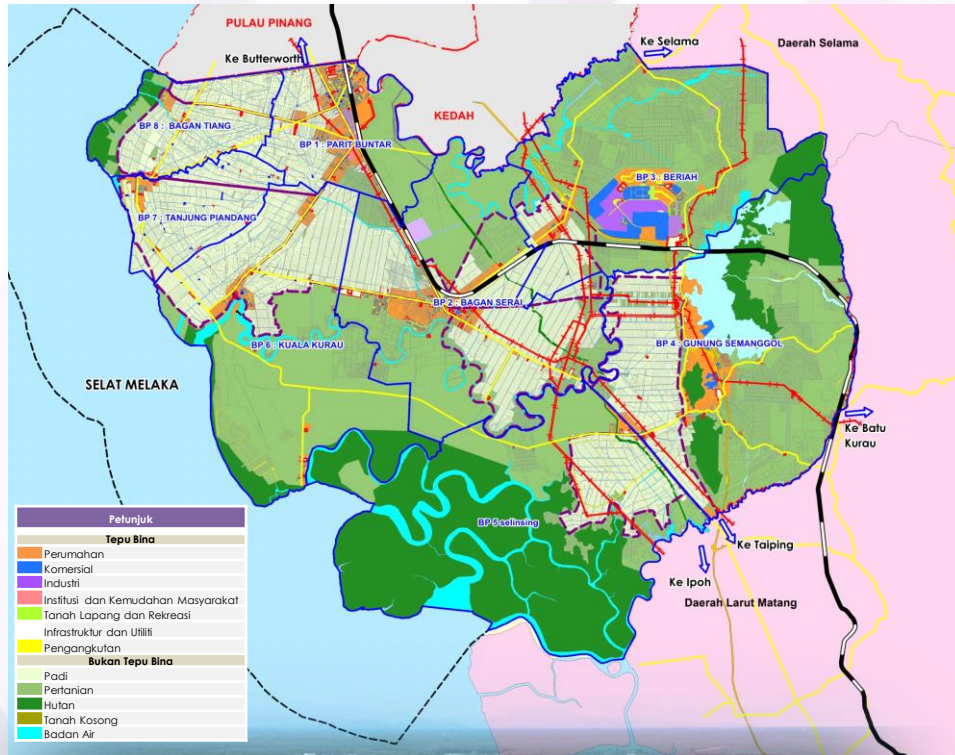 PULAU PINANG
Ke Butterworth
Ke Selama
Daerah Selama
KEDAH
BP 8 : BAGAN TIANG
BP 1 : PARIT BUNTAR
BP 3 : BERIAH
BP 7 : TANJUNG PIANDANG
BP 2 : BAGAN SERAI
BP 6 : KUALA KURAU
BP 4 : GUNUNG SEMANGGOL
SELAT MELAKA
Ke Batu
Kurau
BP 5 selinsing
Ke Taiping
Ke Ipoh
Daerah Larut Matang
Petunjuk
Tepu Bina
Perumahan
Komersial
Industri
Institusi dan Kemudahan Masyarakat
Tanah Lapang dan Rekreasi
Infrastruktur dan Utiliti
Pengangkutan
Bukan Tepu Bina
Padi
Pertanian
Hutan
Tanah Kosong
Badan Air